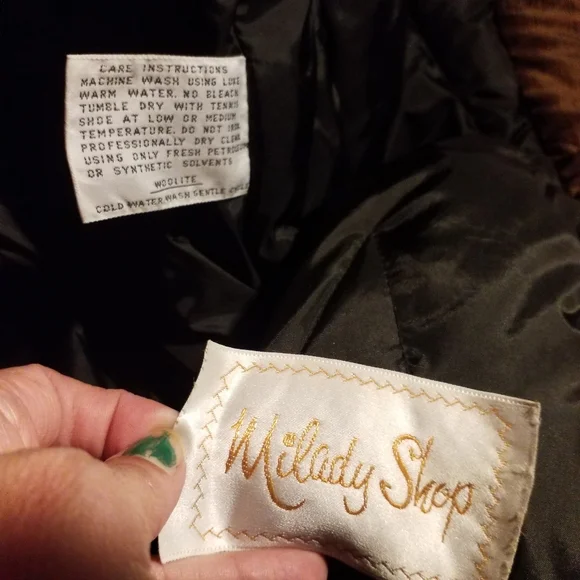 CARE INSTRUCTIONS
MACHINE WASH USING LUKE
WARM WATER. NO BLEACH
TUMBLE DRY WITH TENNIS
SHOE AT LOW OR MEDIUM
TEMPERATURE. DO NOT IRON.
PROFESSIONALLY DRY CLEAN
USING ONLY FRESH PETROLEUM
OR SYNTHETIC SOLVENTS
WOOLITE
COLD WATER WASH GENTLE CYCLE
Milady Shop